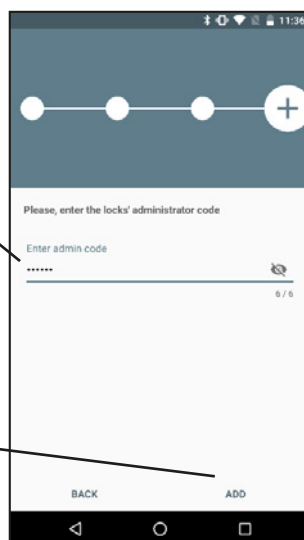 11:36
+
Please, enter the locks' administrator code
Enter admin code
••••••
6 / 6
BACK
ADD